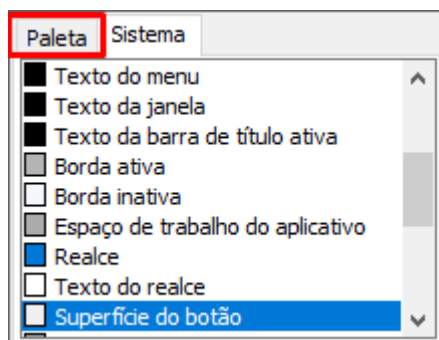 Paleta Sistema
Texto do menu
Texto da janela
Texto da barra de título ativa
Borda ativa
Borda inativa
Espaço de trabalho do aplicativo
Realce
Texto do realce
Superfície do botão